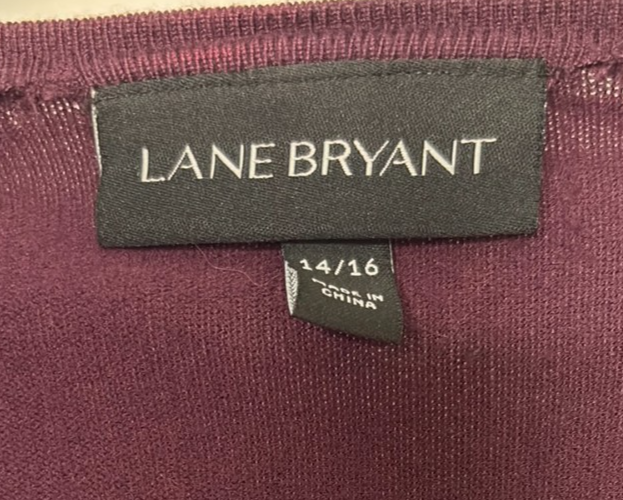 LANE BRYANT
14/16
MADE IN
CHINA